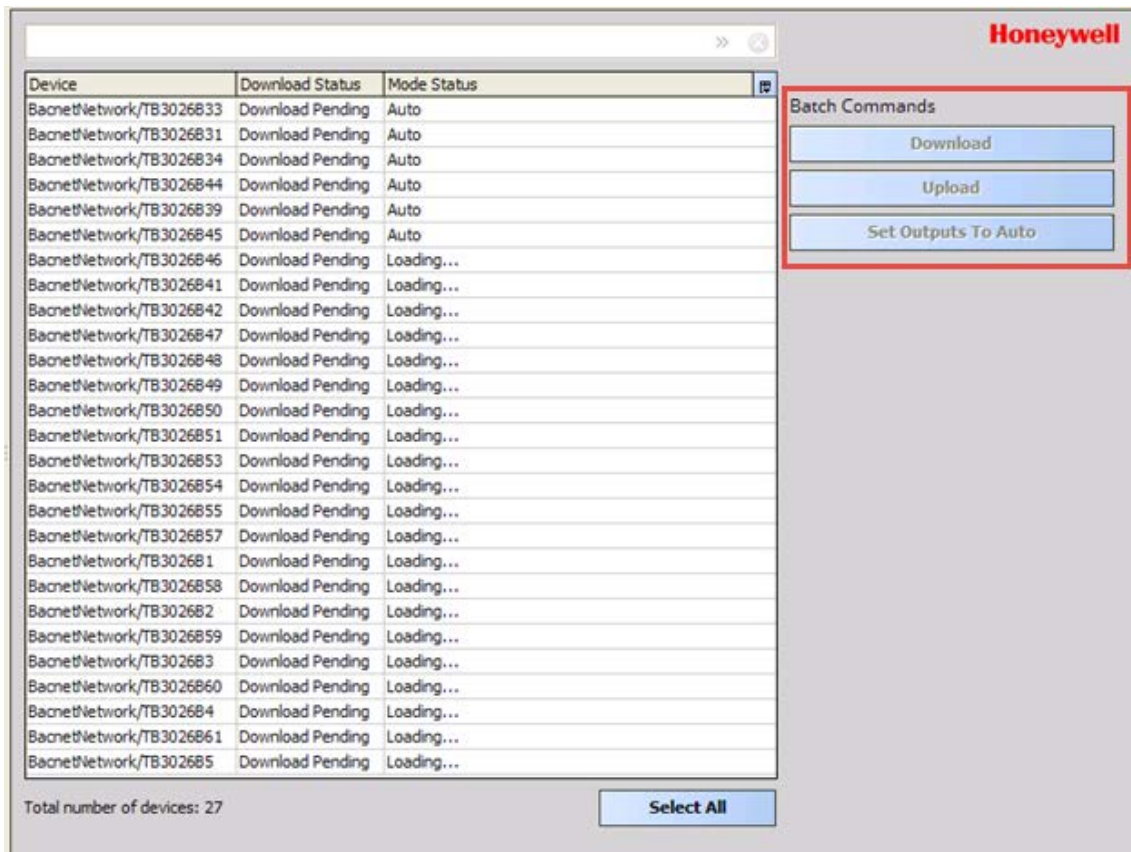 »
Honeywell
Device Download Status Mode Status
BacnetNetwork/TB3026B33 Download Pending Auto
BacnetNetwork/TB3026B31 Download Pending Auto
BacnetNetwork/TB3026B34 Download Pending Auto
BacnetNetwork/TB3026B44 Download Pending Auto
BacnetNetwork/TB3026B39 Download Pending Auto
BacnetNetwork/TB3026B45 Download Pending Auto
BacnetNetwork/TB3026B46 Download Pending Loading...
BacnetNetwork/TB3026B41 Download Pending Loading...
BacnetNetwork/TB3026B42 Download Pending Loading...
BacnetNetwork/TB3026B47 Download Pending Loading...
BacnetNetwork/TB3026B48 Download Pending Loading...
BacnetNetwork/TB3026B49 Download Pending Loading...
BacnetNetwork/TB3026B50 Download Pending Loading...
BacnetNetwork/TB3026B51 Download Pending Loading...
BacnetNetwork/TB3026B53 Download Pending Loading...
BacnetNetwork/TB3026B54 Download Pending Loading...
BacnetNetwork/TB3026B55 Download Pending Loading...
BacnetNetwork/TB3026B57 Download Pending Loading...
BacnetNetwork/TB3026B1 Download Pending Loading...
BacnetNetwork/TB3026B58 Download Pending Loading...
BacnetNetwork/TB3026B2 Download Pending Loading...
BacnetNetwork/TB3026B59 Download Pending Loading...
BacnetNetwork/TB3026B3 Download Pending Loading...
BacnetNetwork/TB3026B60 Download Pending Loading...
BacnetNetwork/TB3026B4 Download Pending Loading...
BacnetNetwork/TB3026B61 Download Pending Loading...
BacnetNetwork/TB3026B5 Download Pending Loading...
Total number of devices: 27
Select All
Batch Commands
Download
Upload
Set Outputs To Auto